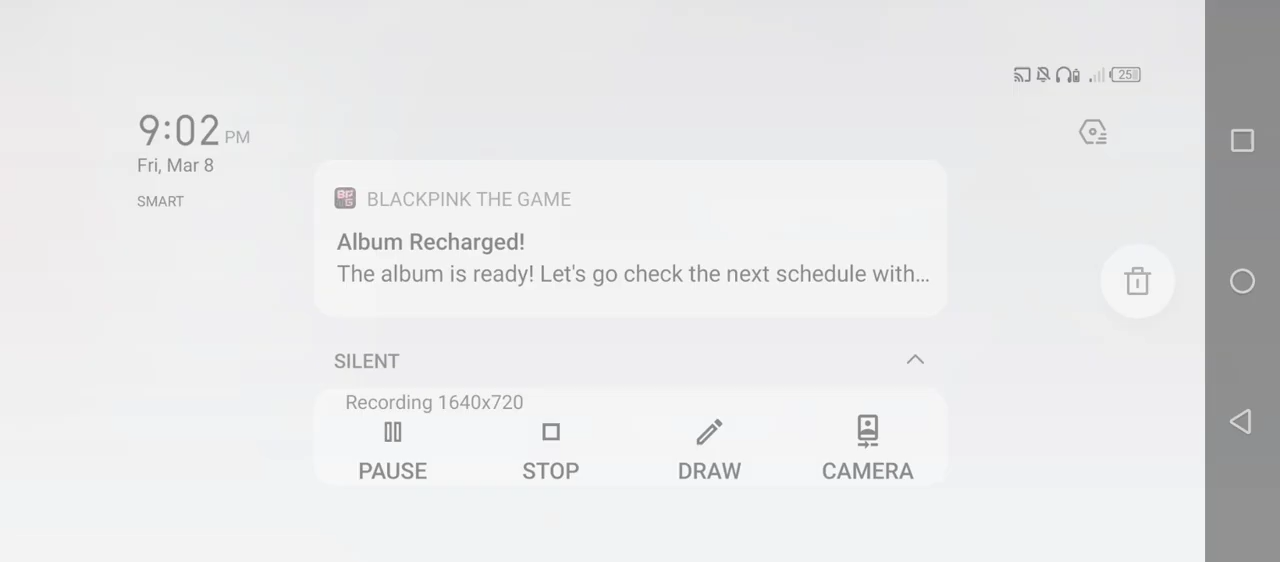 25
9:02 PM
Fri, Mar 8
SMART
BLACKPINK THE GAME
Album Recharged!
The album is ready! Let's go check the next schedule with...
SILENT
Recording 1640x720
PAUSE STOP DRAW CAMERA